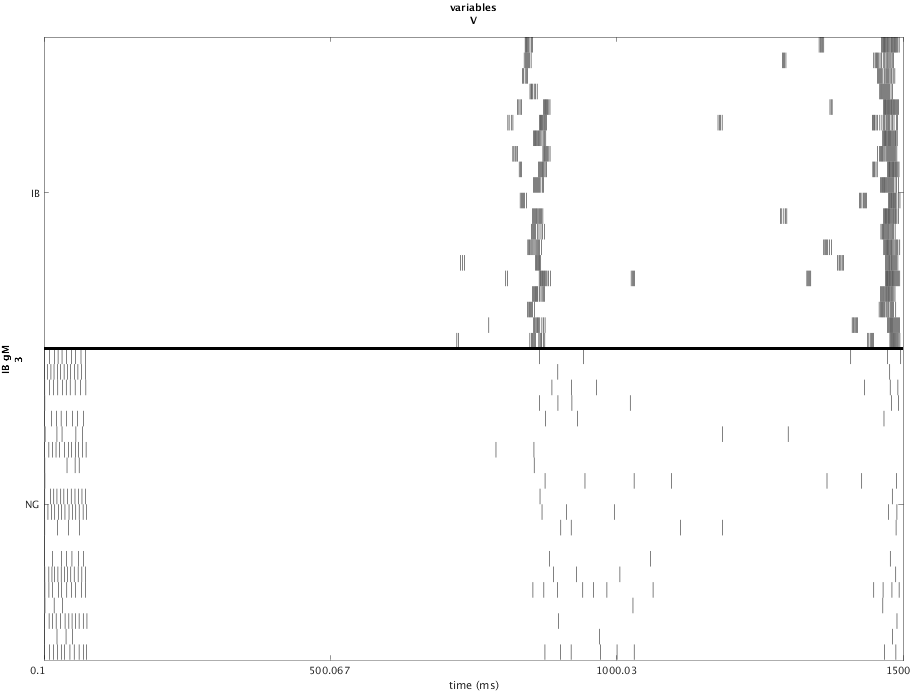 variables
V
IB
IB gM
3
NG
0.1
500.067
1000.03
1500
time (ms)